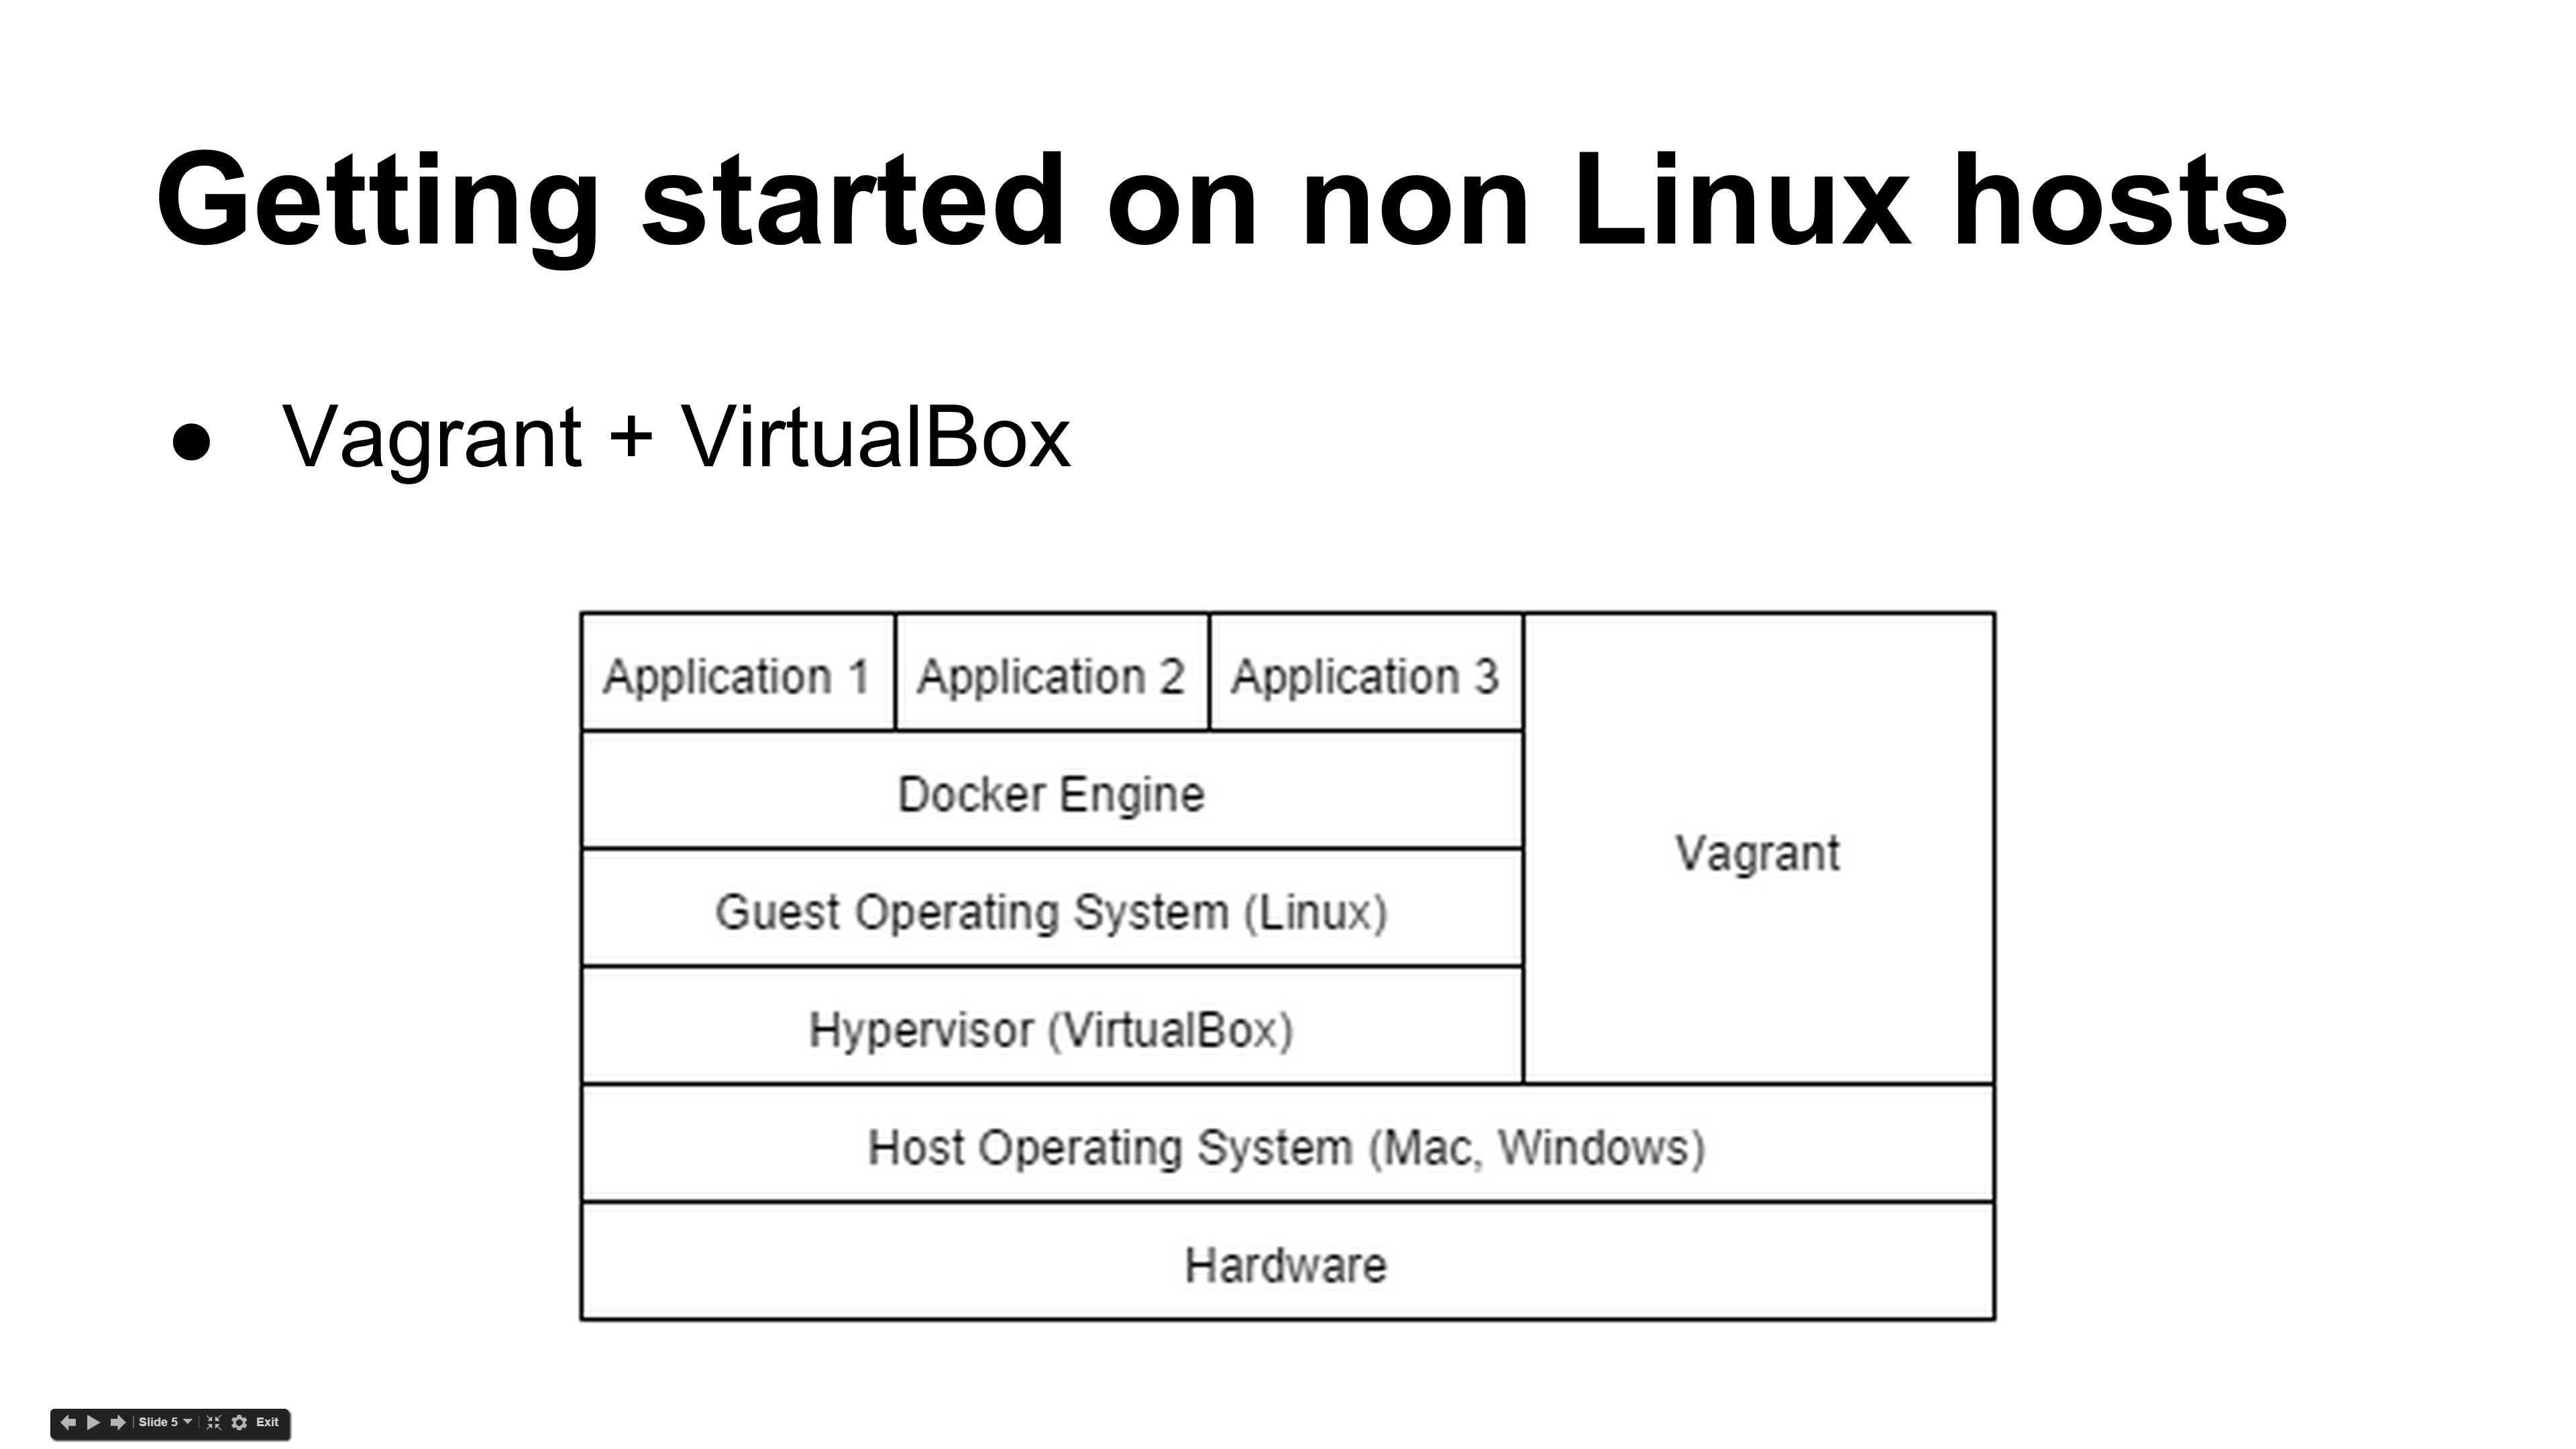 Getting started on non Linux hosts
● Vagrant + VirtualBox
Application 1
Application 2
Application 3
Vagrant
Docker Engine
Guest Operating System (Linux)
Hypervisor (VirtualBox)
Host Operating System (Mac, Windows)
Hardware
Slide 5
Exit